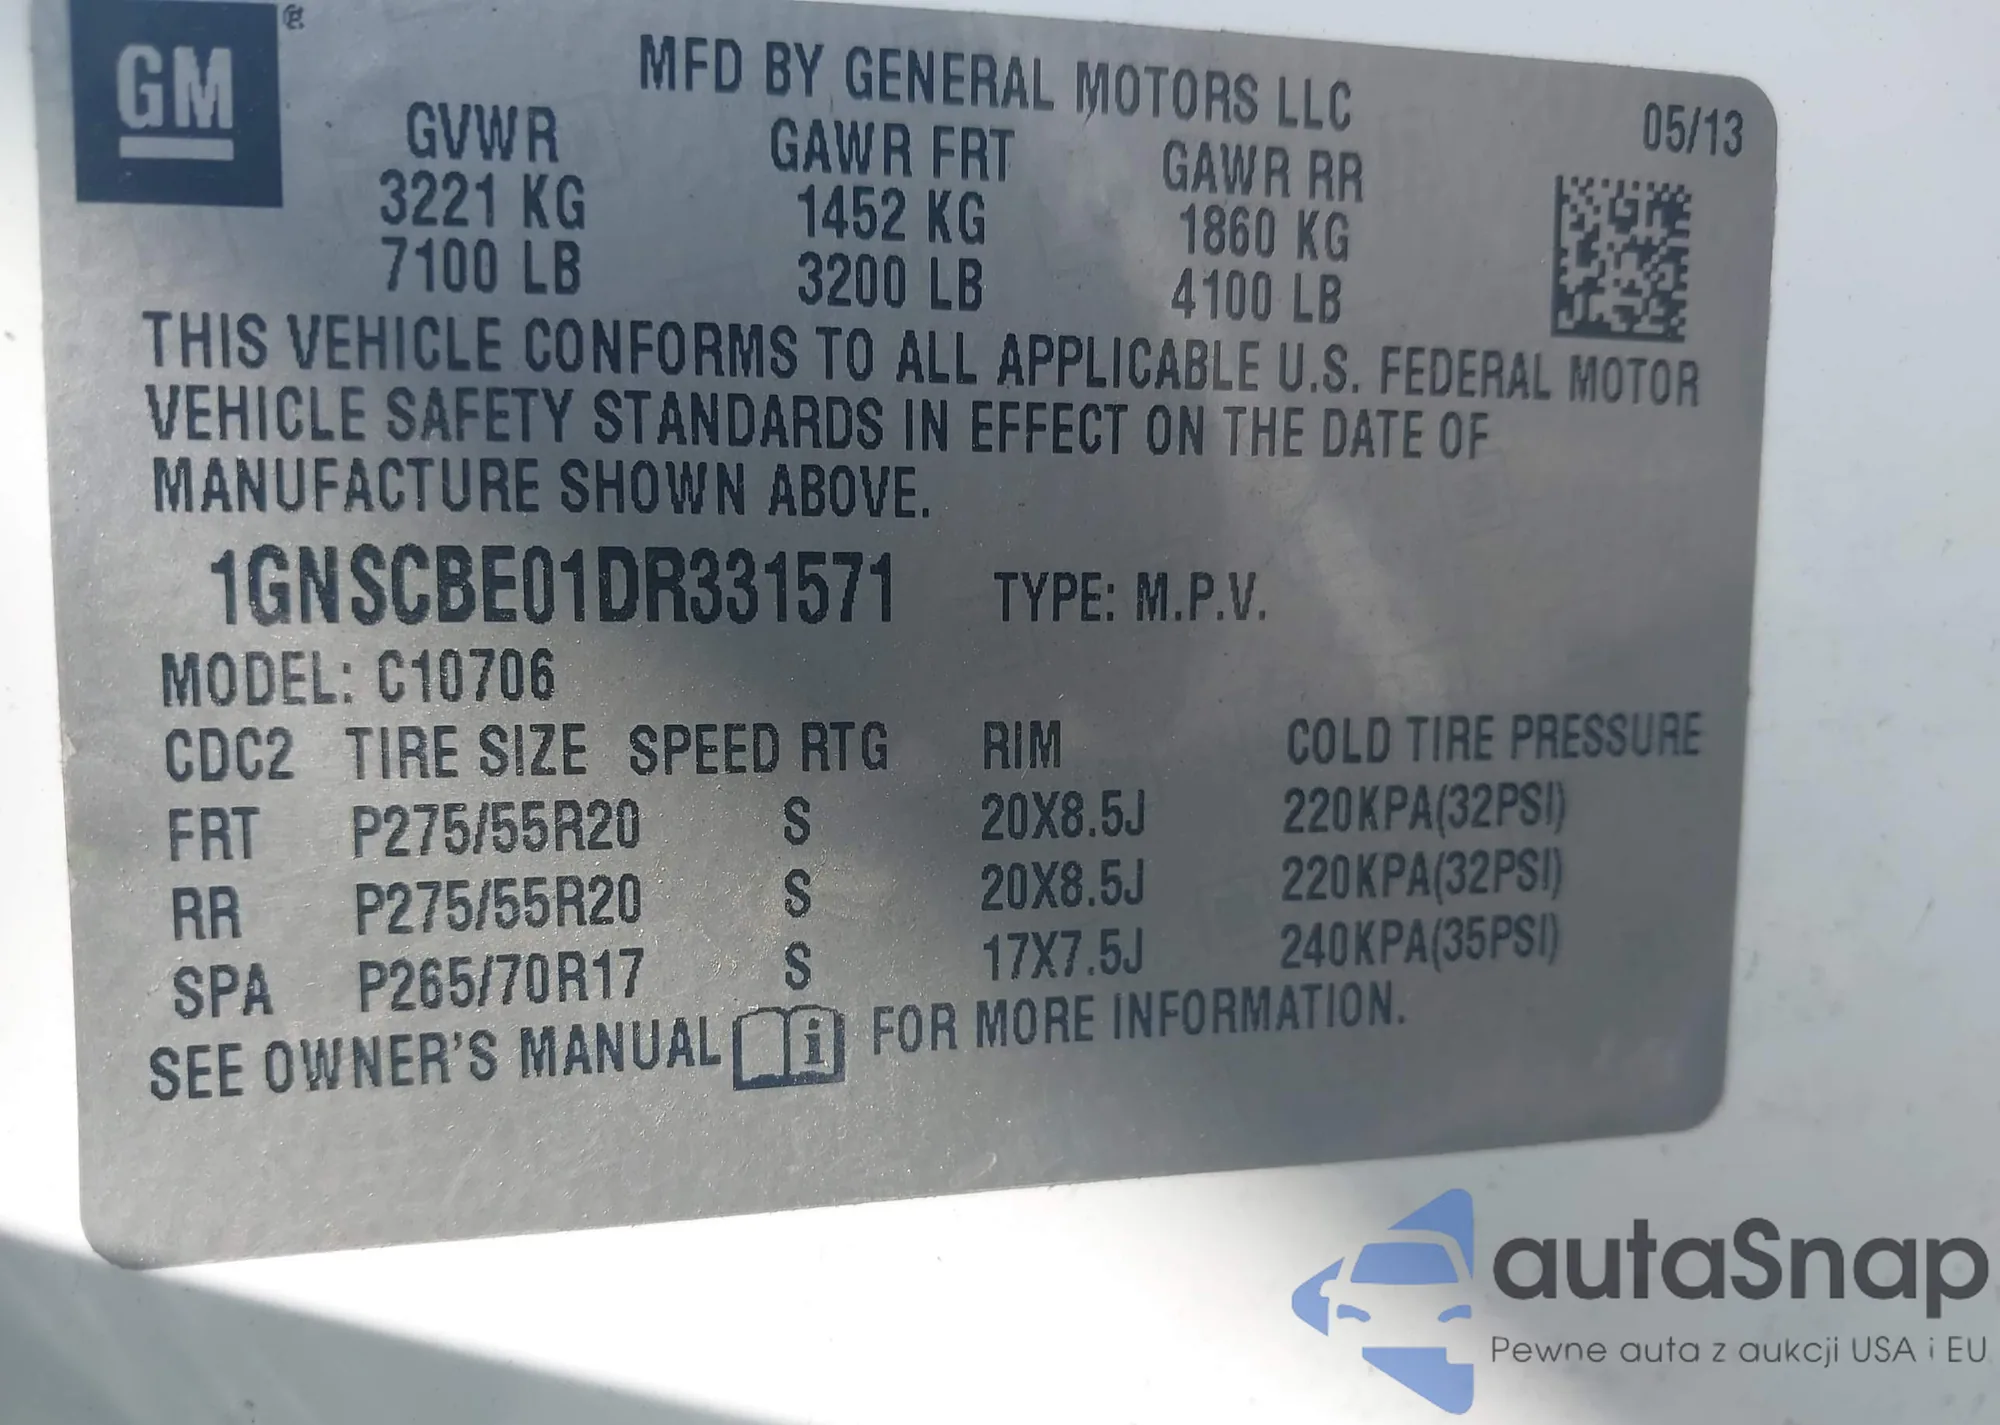 GM
MFD BY GENERAL MOTORS LLC
05/13
GVWR GAWR FRT GAWR RR
3221 KG 1452 KG 1860 KG
7100 LB 3200 LB 4100 LB
THIS VEHICLE CONFORMS TO ALL APPLICABLE U.S. FEDERAL MOTOR
VEHICLE SAFETY STANDARDS IN EFFECT ON THE DATE OF
MANUFACTURE SHOWN ABOVE.
1GNSCBE01DR331571 TYPE: M.P.V.
MODEL: C10706
CDC2 TIRE SIZE SPEED RTG RIM COLD TIRE PRESSURE
FRT P275/55R20 S 20X8.5J 220KPA(32PSI)
RR P275/55R20 S 20X8.5J 220KPA(32PSI)
SPA P265/70R17 S 17X7.5J 240KPA(35PSI)
SEE OWNER'S MANUAL i FOR MORE INFORMATION.
autaSnap
Pewne auta z aukcji USA i EU